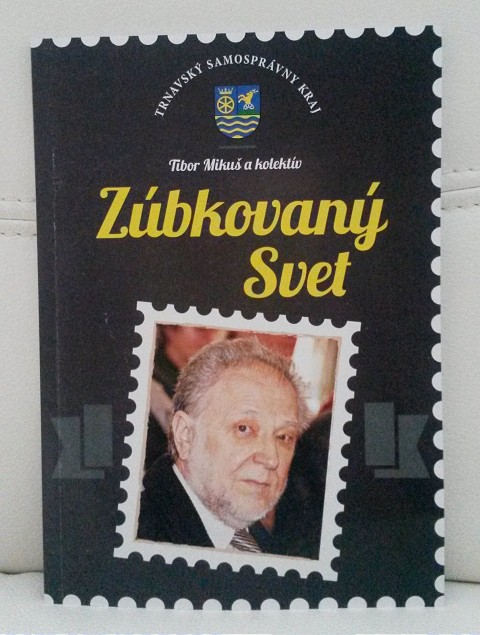 TRNAVSKÝ SAMOSPRÁVNY KRAJ
Tibor Mikuš a kolektív
Zúbkovaný
Svet